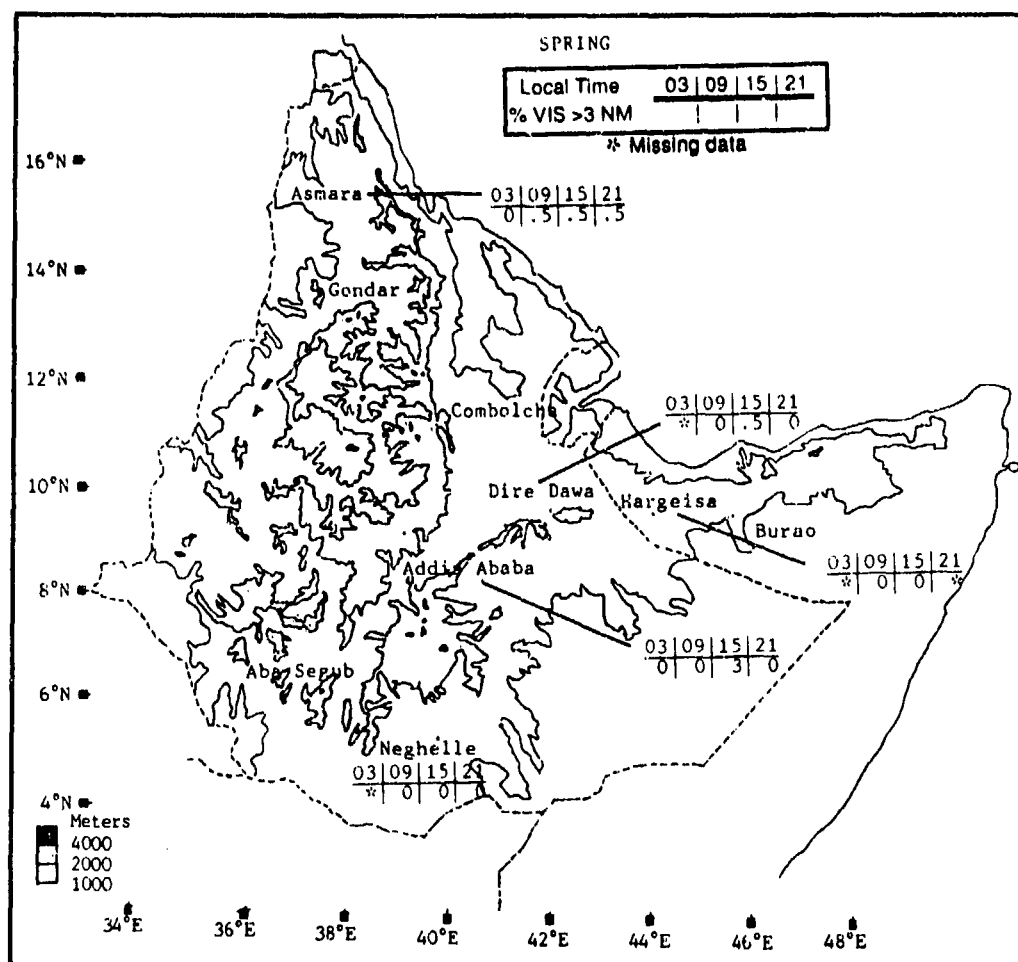 SPRING
Local Time 03|09|15|21
% VIS >3 NM
* Missing data
16°N
Asmara
03|09|15|21
0|.5|.5|.5
14°N
Gondar
12°N
Combolcha
03|09|15|21
*|0|.5|0
10°N
Dire Dawa
Hargeisa
Burao
03|09|15|21
*|0|0|*
Addis Ababa
8°N
03|09|15|21
0|0|3|0
Aba Segub
6°N
Neghelle
03|09|15|21
*|0|0|0
4°N
Meters
4000
2000
1000
34°E 36°E 38°E 40°E 42°E 44°E 46°E 48°E